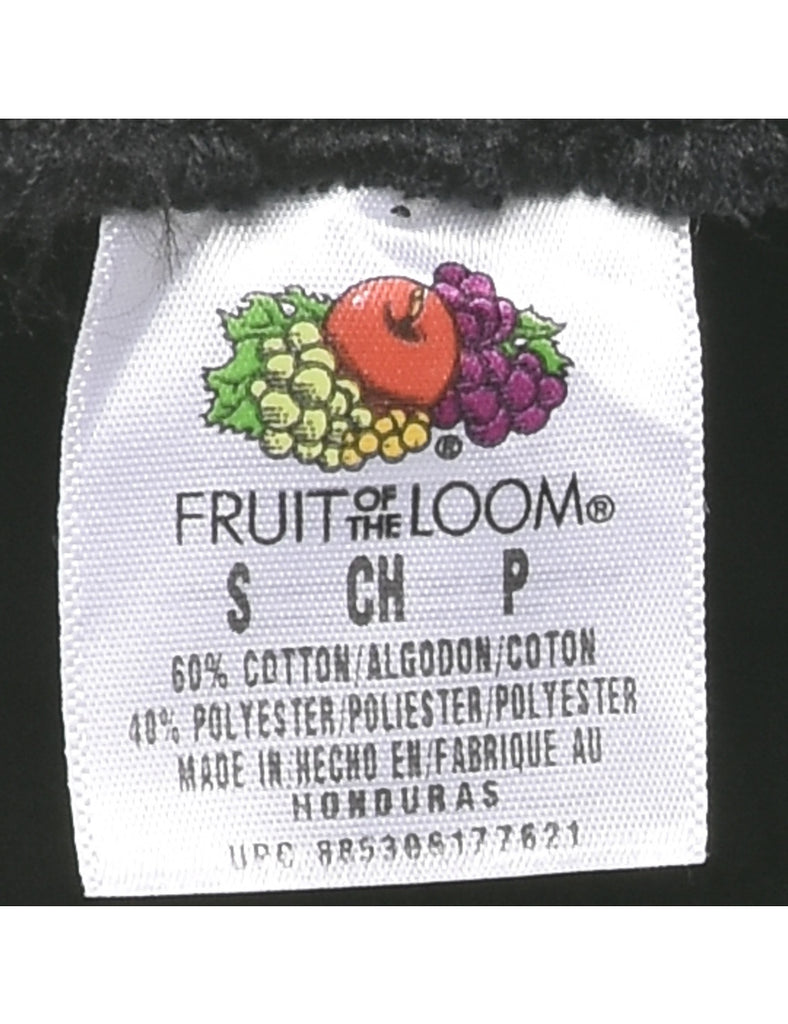 ®
FRUIT OF THE LOOM®
S CH P
60% COTTON/ALGODON/COTON
40% POLYESTER/POLIESTER/POLYESTER
MADE IN/HECHO EN/FABRIQUE AU
HONDURAS
UPC 885306177621